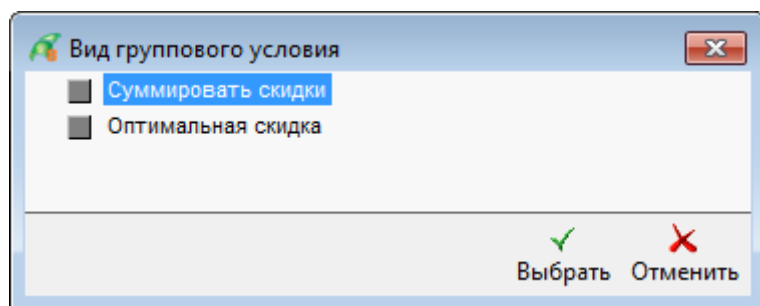 Вид группового условия
Суммировать скидки
Оптимальная скидка
Выбрать Отменить